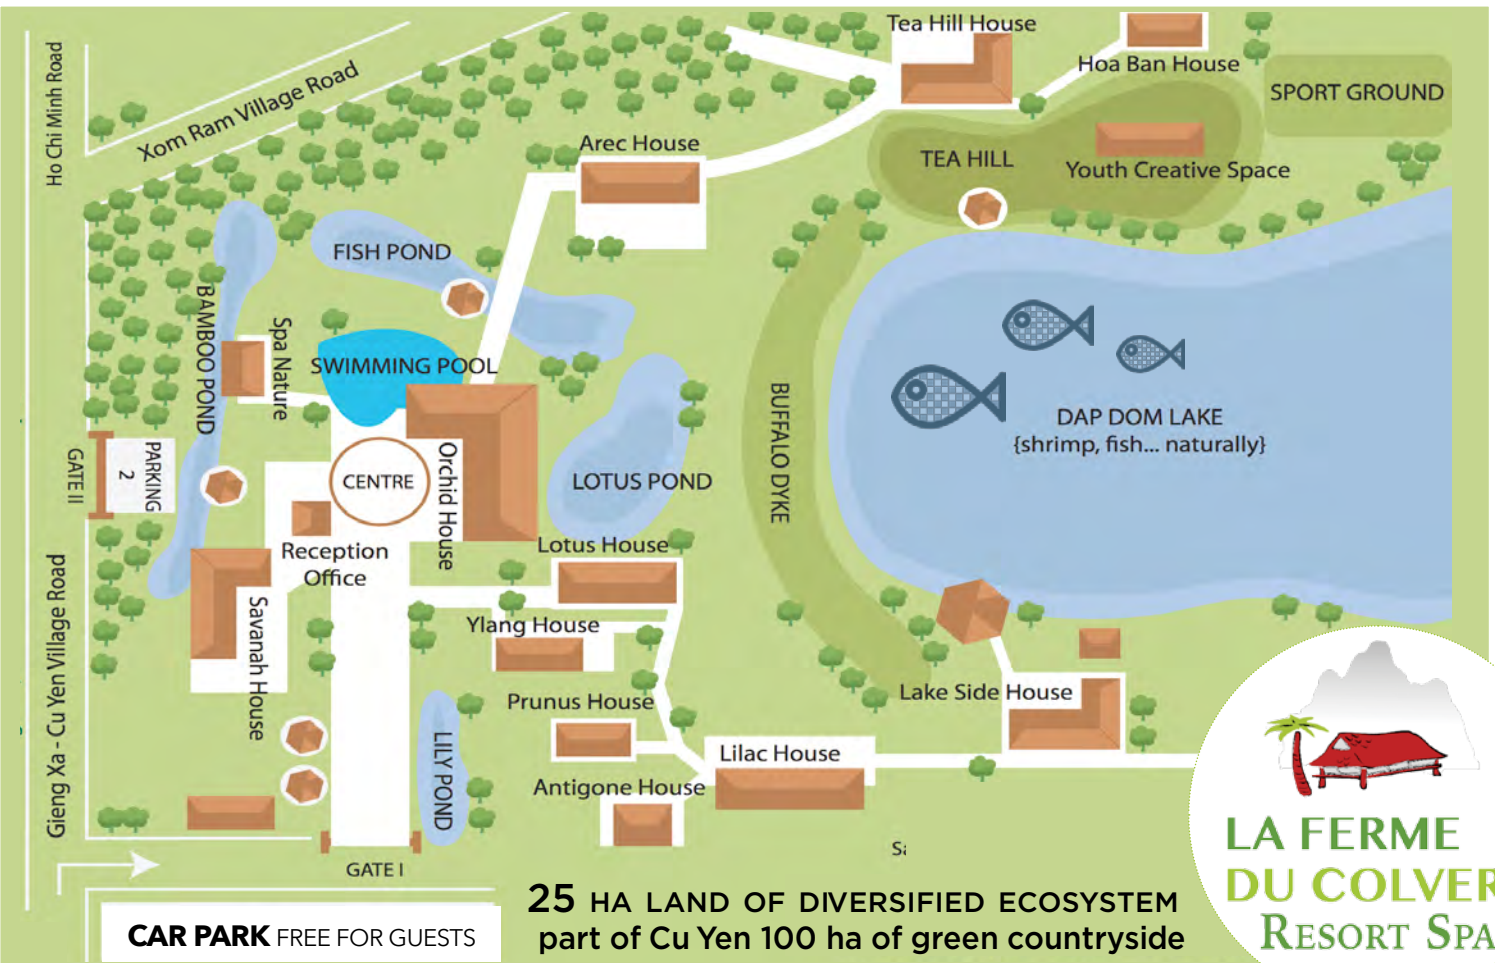 Ho Chi Minh Road
Xom Ram Village Road
Tea Hill House
Hoa Ban House
SPORT GROUND
Arec House
TEA HILL
Youth Creative Space
FISH POND
BAMBOO POND
Spa Nature
SWIMMING POOL
BUFFALO DYKE
DAP DOM LAKE
{shrimp, fish... naturally}
GATE II
PARKING
2
CENTRE
Orchid House
LOTUS POND
Reception
Office
Lotus House
Gieng Xa - Cu Yen Village Road
Savanah House
Ylang House
Prunus House
Lake Side House
LILY POND
Lilac House
Antigone House
GATE I
CAR PARK FREE FOR GUESTS
25 HA LAND OF DIVERSIFIED ECOSYSTEM
part of Cu Yen 100 ha of green countryside
LA FERME
DU COLVER
RESORT SPA